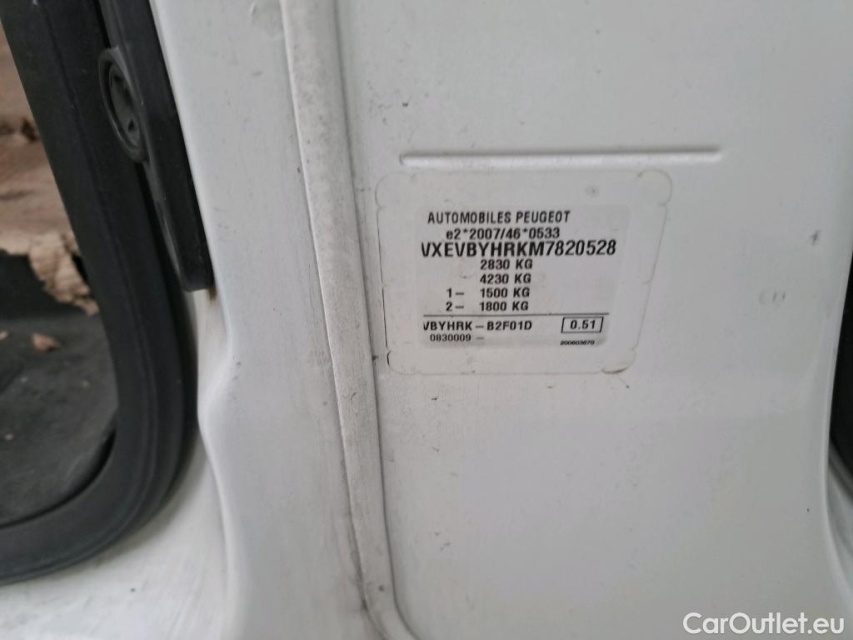 AUTOMOBILES PEUGEOT
e2*2007/46*0533
VXEVBYHRKM7820528
2830 KG
4230 KG
1- 1500 KG
2- 1800 KG
VBYHRK - B2F01D 0.51
0830009 -
CarOutlet.eu